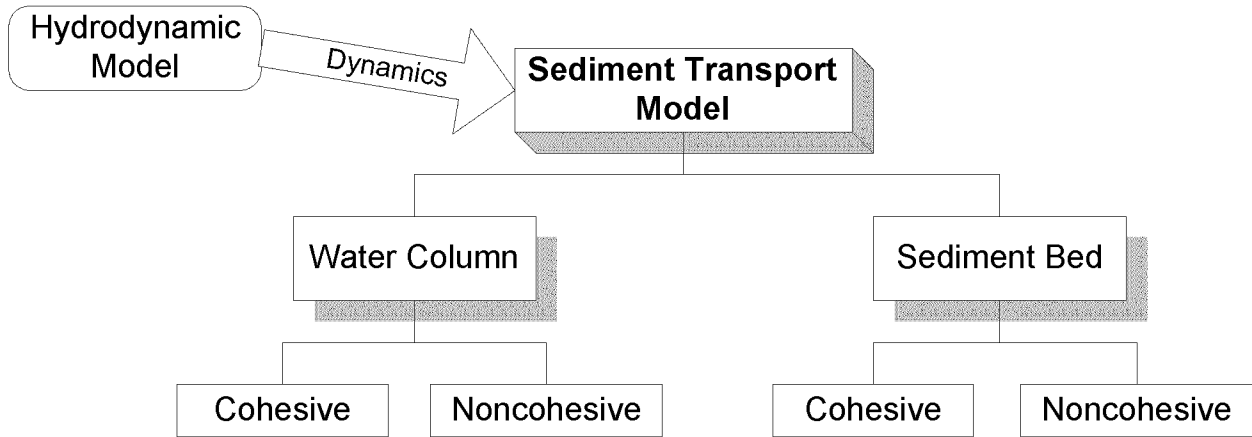 Hydrodynamic
Model
Dynamics
Sediment Transport
Model
Water Column
Sediment Bed
Cohesive
Noncohesive
Cohesive
Noncohesive